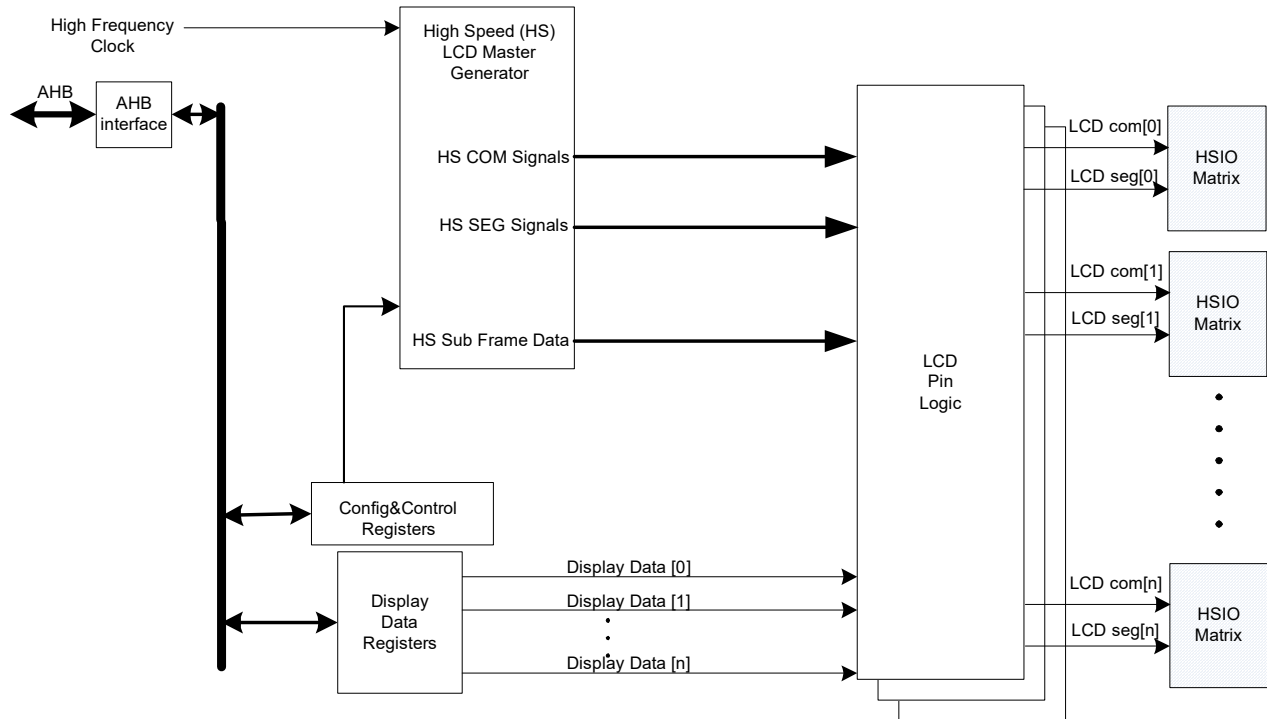 High Frequency
Clock
AHB
AHB
interface
High Speed (HS)
LCD Master
Generator
HS COM Signals
HS SEG Signals
HS Sub Frame Data
Config&Control
Registers
Display
Data
Registers
Display Data [0]
Display Data [1]
Display Data [n]
LCD
Pin
Logic
LCD com[0]
LCD seg[0]
HSIO
Matrix
LCD com[1]
LCD seg[1]
HSIO
Matrix
LCD com[n]
LCD seg[n]
HSIO
Matrix